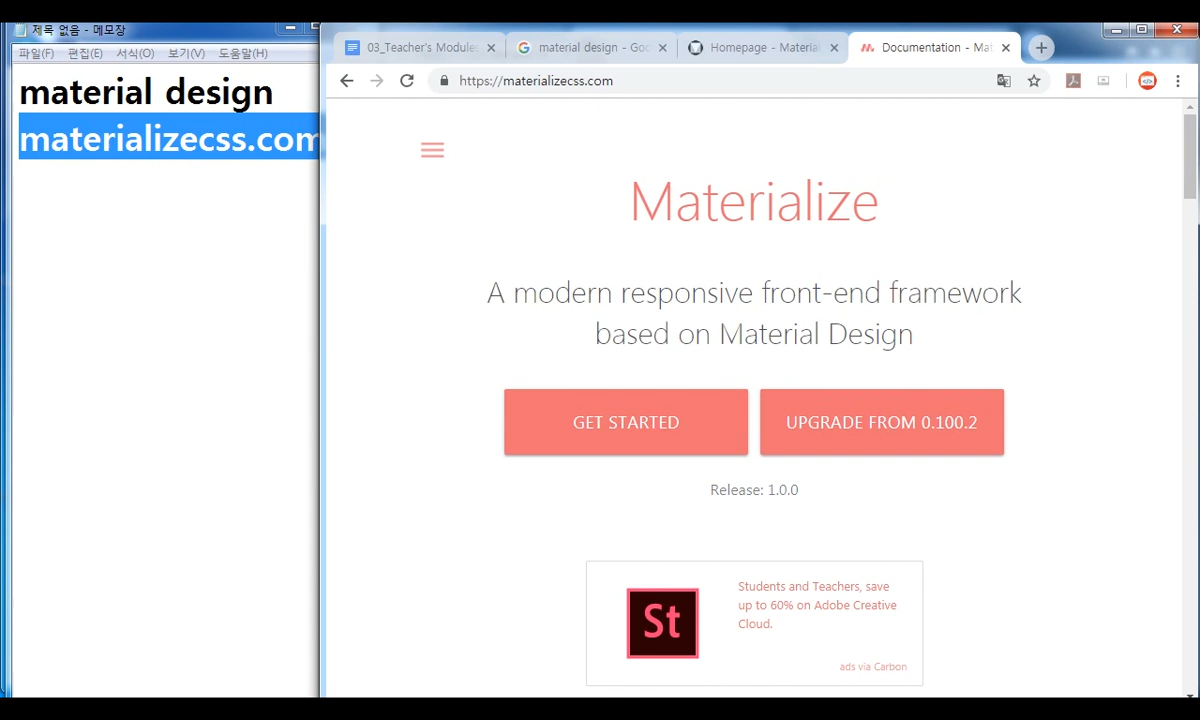 제목 없음 - 메모장
파일(F) 편집(E) 서식(O) 보기(V) 도움말(H)
material design
materializecss.com
03_Teacher's Module
material design - Goo
Homepage - Material
Documentation - Mat
https://materializecss.com
Materialize
A modern responsive front-end framework
based on Material Design
GET STARTED
UPGRADE FROM 0.100.2
Release: 1.0.0
St
Students and Teachers, save
up to 60% on Adobe Creative
Cloud.
ads via Carbon